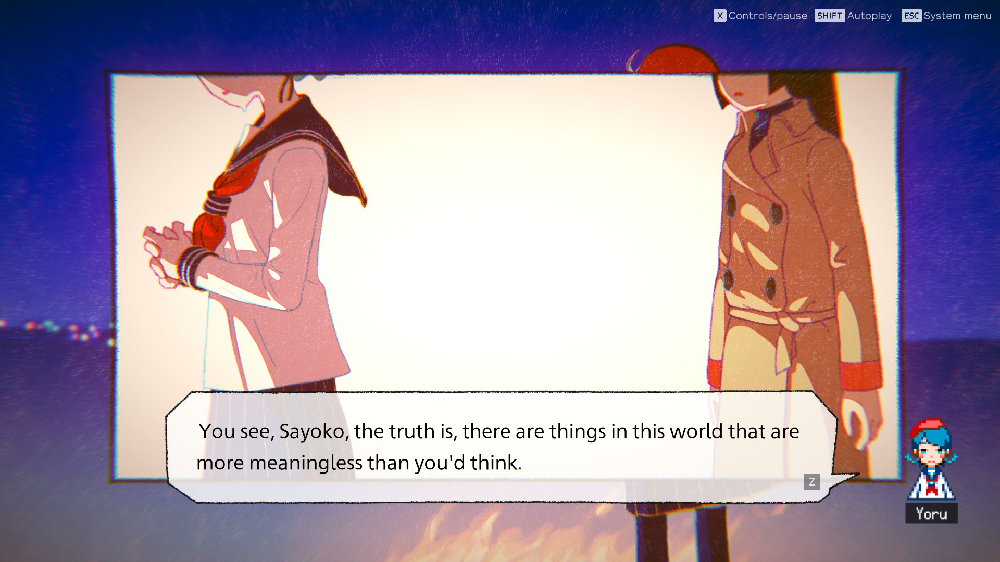 X Controls/pause SHIFT Autoplay ESC System menu
You see, Sayoko, the truth is, there are things in this world that are
more meaningless than you'd think.
Z
Yoru